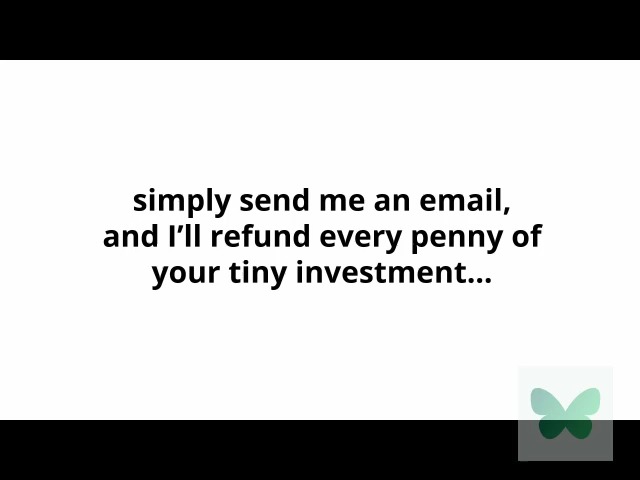 simply send me an email,
and I’ll refund every penny of
your tiny investment...